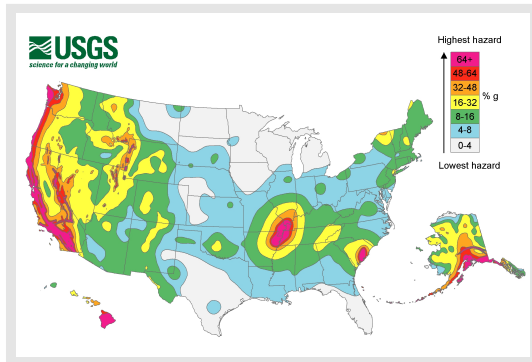 USGS
science for a changing world
Highest hazard
64+
48-64
32-48
16-32
8-16
4-8
0-4
% g
Lowest hazard